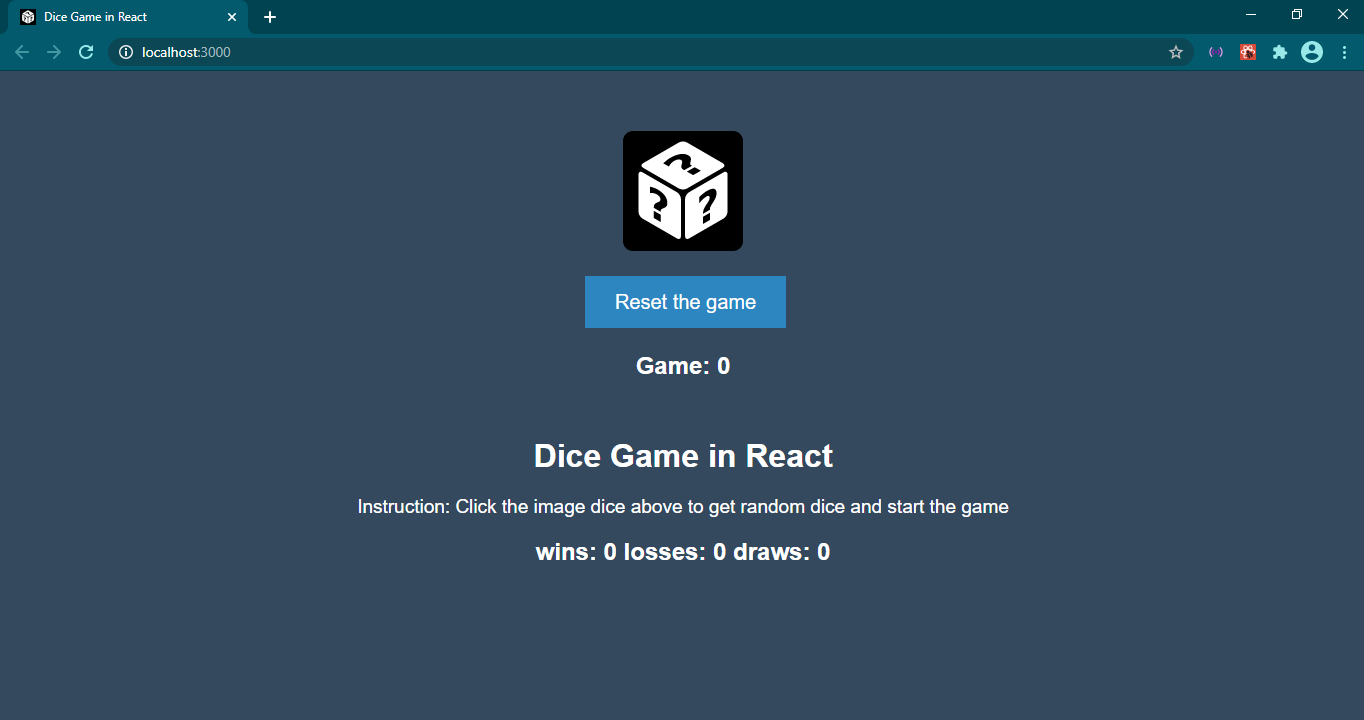 Dice Game in React
localhost:3000
? ? ?
Reset the game
Game: 0
Dice Game in React
Instruction: Click the image dice above to get random dice and start the game
wins: 0 losses: 0 draws: 0